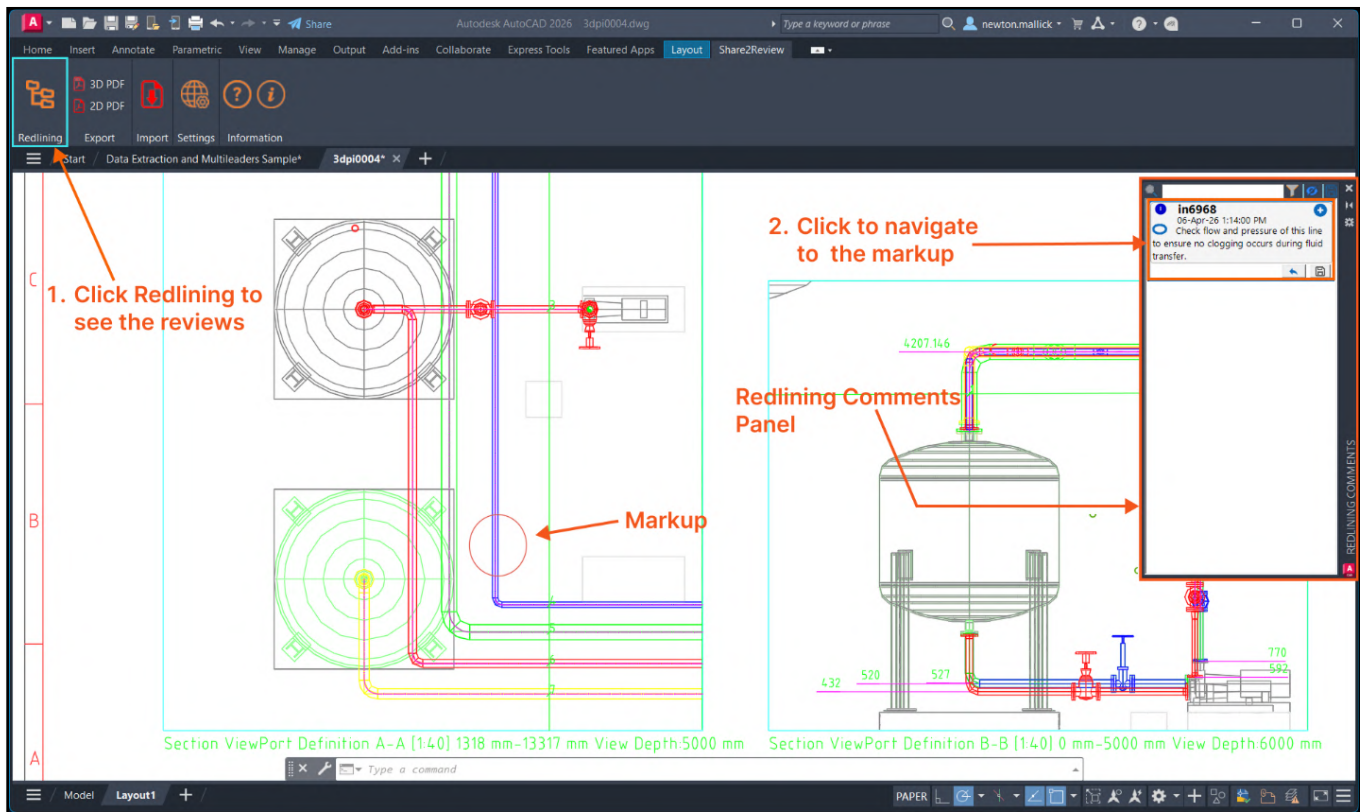 Share
Autodesk AutoCAD 2026 3dpi0004.dwg
Type a keyword or phrase
newton.mallick
Home Insert Annotate Parametric View Manage Output Add-ins Collaborate Express Tools Featured Apps Layout Share2Review
3D PDF
2D PDF
Redlining Export Import Settings Information
Start Data Extraction and Multileaders Sample* 3dpi0004*
in6968
06-Apr-26 1:14:00 PM
Check flow and pressure of this line
to ensure no clogging occurs during fluid
transfer.
2. Click to navigate
to the markup
C
1. Click Redlining to
see the reviews
4207.146
Redlining Comments
Panel
REDLINING COMMENTS
B
Markup
4
5
6
7
770
592
527
520
432
Section ViewPort Definition A-A [1:40] 1318 mm-13317 mm View Depth:5000 mm
Section ViewPort Definition B-B [1:40] 0 mm-5000 mm View Depth:6000 mm
A
Type a command
Model Layout1
PAPER